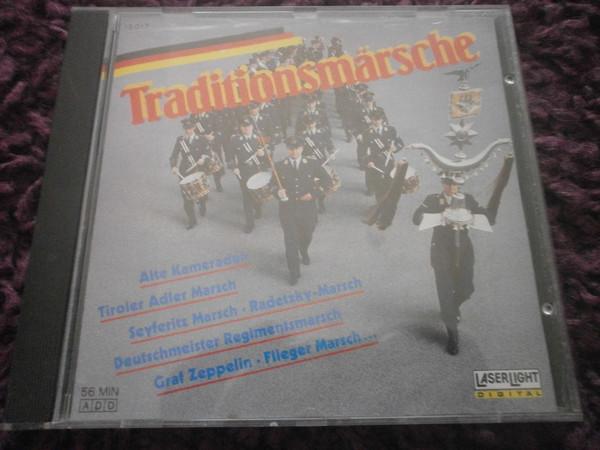 Traditionsmärsche
Alte Kameraden
Tiroler Adler Marsch
Seyferitz Marsch · Radetzky-Marsch
Deutschmeister Regimentsmarsch
Graf Zeppelin · Flieger Marsch...
56 MIN
ADD
LASERLIGHT
DIGITAL